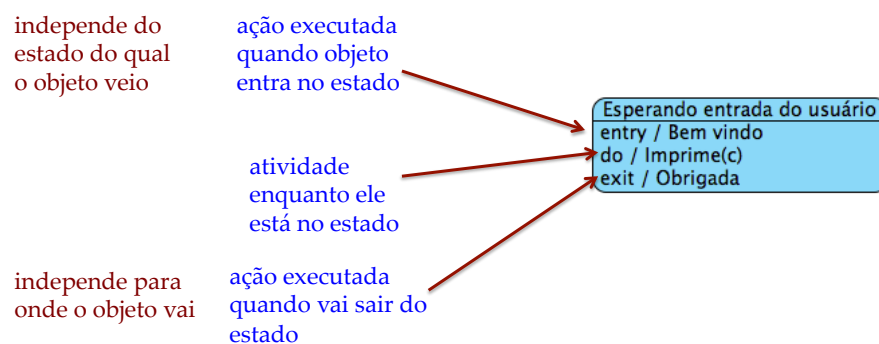 independe do
estado do qual
o objeto veio
ação executada
quando objeto
entra no estado
Esperando entrada do usuário
entry / Bem vindo
do / Imprime(c)
exit / Obrigada
atividade
enquanto ele
está no estado
independe para
onde o objeto vai
ação executada
quando vai sair do
estado